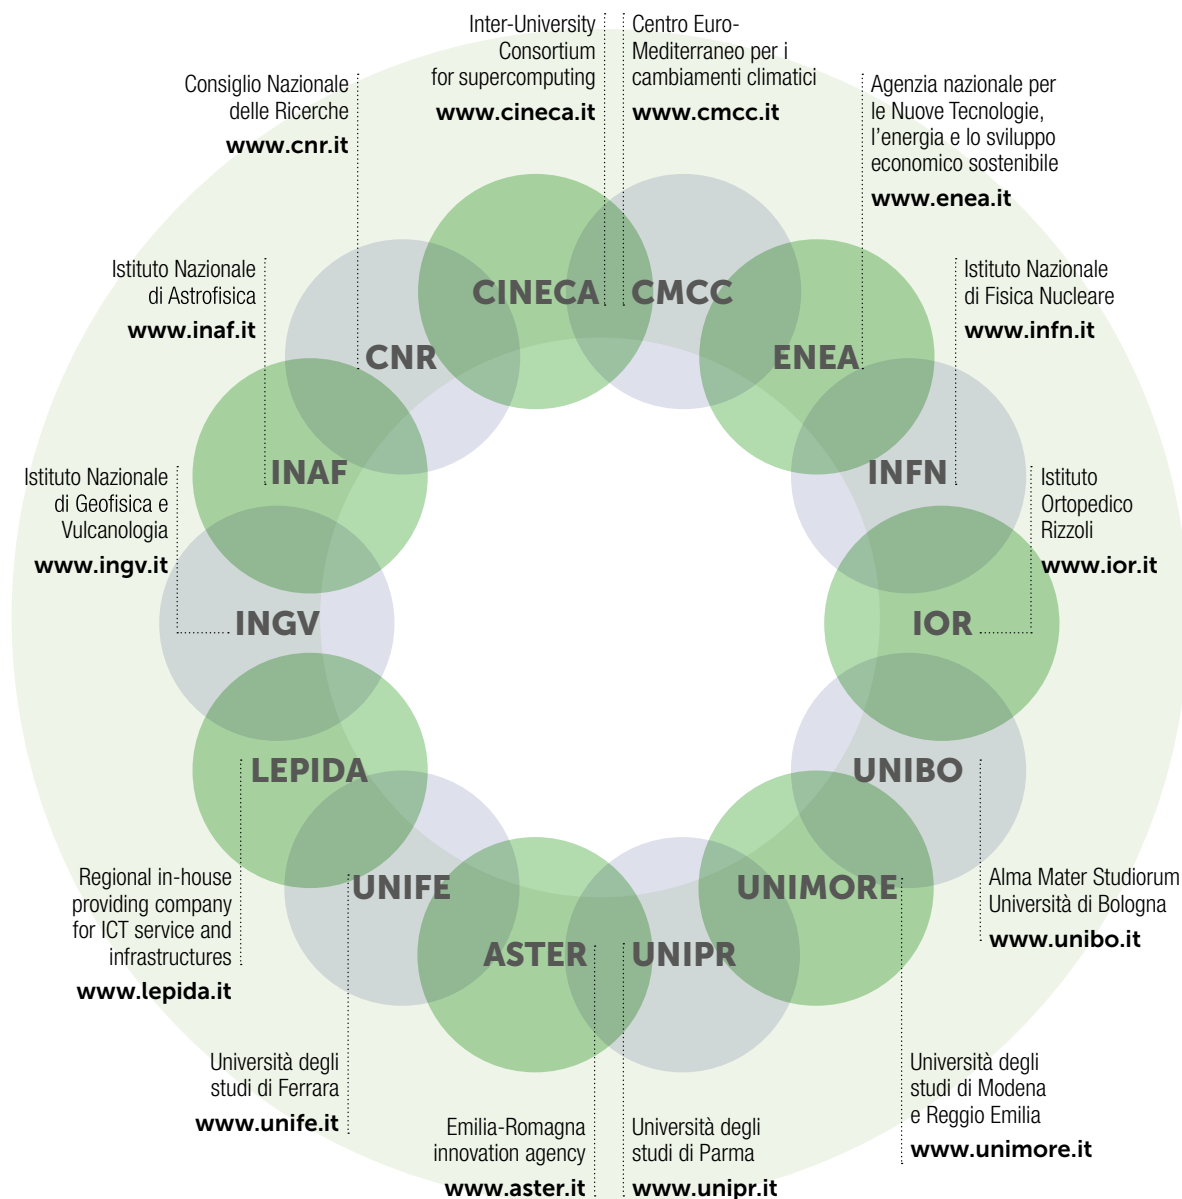 Inter-University
Consortium
for supercomputing
www.cineca.it
Centro Euro-
Mediterraneo per i
cambiamenti climatici
www.cmcc.it
Consiglio Nazionale
delle Ricerche
www.cnr.it
Agenzia nazionale per
le Nuove Tecnologie,
l’energia e lo sviluppo
economico sostenibile
www.enea.it
Istituto Nazionale
di Astrofisica
www.inaf.it
Istituto Nazionale
di Fisica Nucleare
www.infn.it
CINECA
CMCC
CNR
ENEA
INAF
INFN
Istituto Nazionale
di Geofisica e
Vulcanologia
www.ingv.it
Istituto
Ortopedico
Rizzoli
www.ior.it
INGV
IOR
LEPIDA
UNIBO
UNIFE
UNIMORE
ASTER
UNIPR
Regional in-house
providing company
for ICT service and
infrastructures
www.lepida.it
Alma Mater Studiorum
Università di Bologna
www.unibo.it
Università degli
studi di Ferrara
www.unife.it
Università degli
studi di Modena
e Reggio Emilia
www.unimore.it
Emilia-Romagna
innovation agency
www.aster.it
Università degli
studi di Parma
www.unipr.it